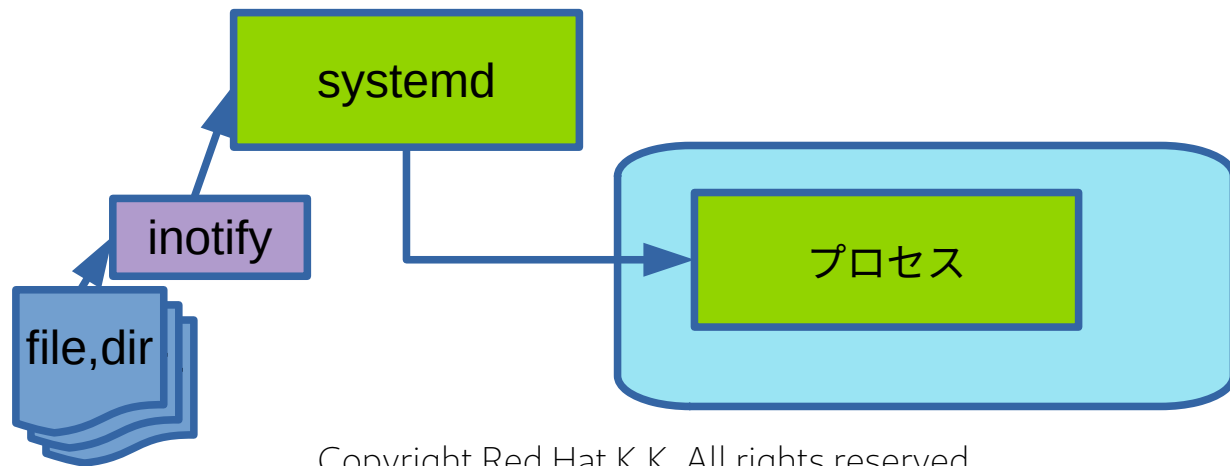 systemd
inotify
プロセス
file,dir
Copyright Red Hat K.K. All rights reserved.